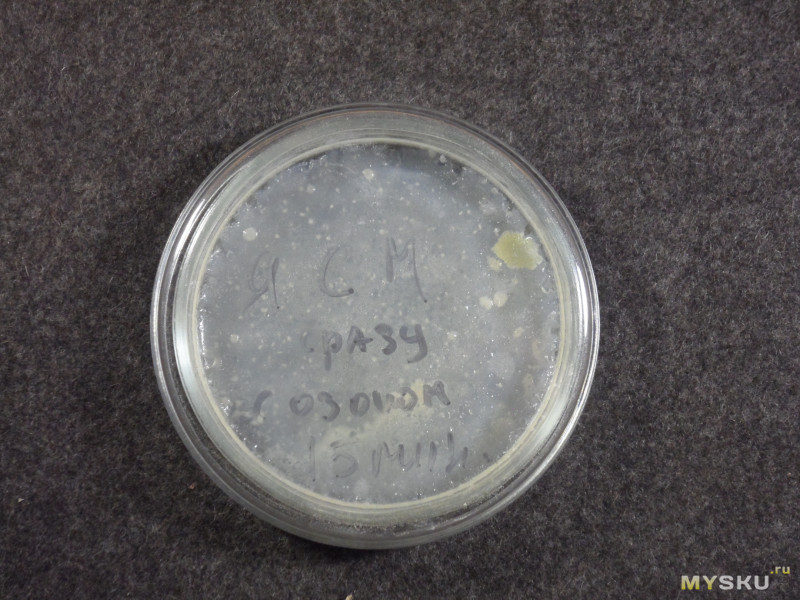 Я С М
сразу
с озоном
15 мин
MYSKU.ru